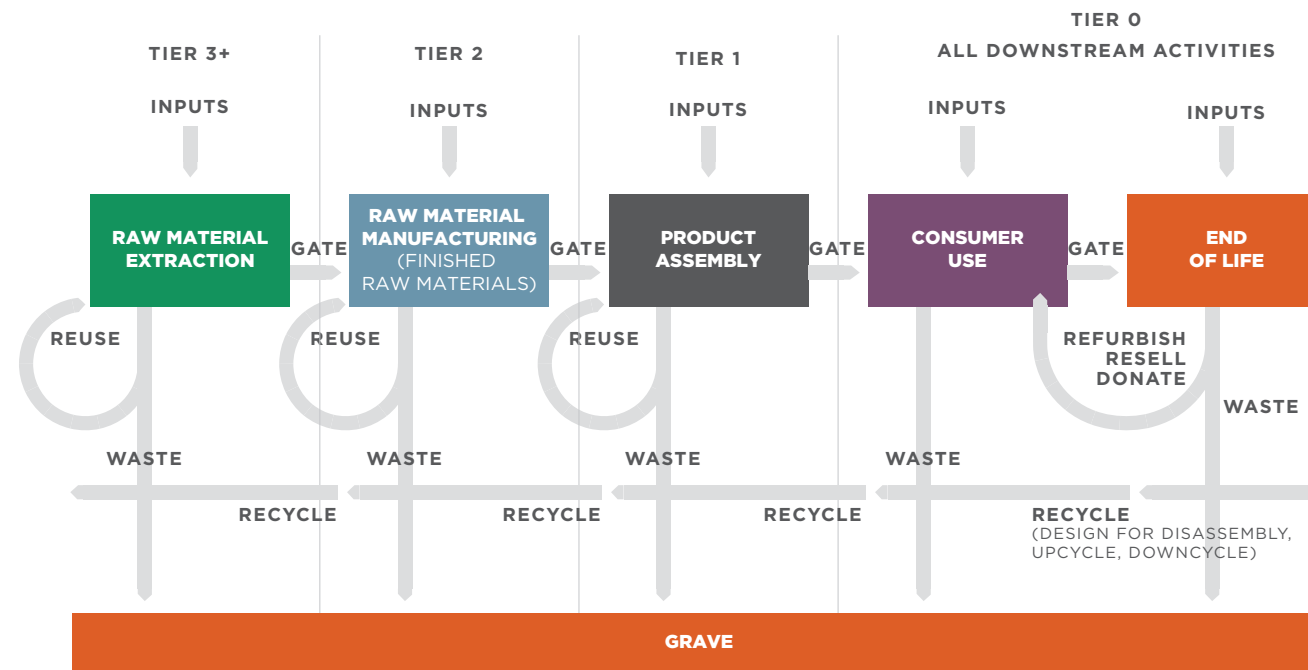 TIER 0
ALL DOWNSTREAM ACTIVITIES
TIER 3+
TIER 2
TIER 1
INPUTS
INPUTS
INPUTS
INPUTS
INPUTS
RAW MATERIAL
EXTRACTION
GATE
RAW MATERIAL
MANUFACTURING
(FINISHED
RAW MATERIALS)
GATE
PRODUCT
ASSEMBLY
GATE
CONSUMER
USE
GATE
END
OF LIFE
REUSE
REUSE
REUSE
REFURBISH
RESELL
DONATE
WASTE
WASTE
WASTE
WASTE
WASTE
RECYCLE
RECYCLE
RECYCLE
RECYCLE
(DESIGN FOR DISASSEMBLY,
UPCYCLE, DOWNCYCLE)
GRAVE